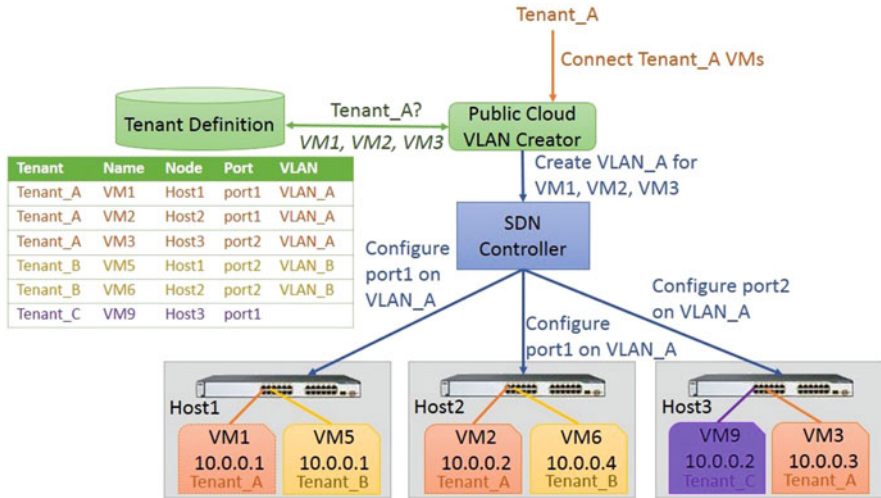 Tenant_A
Connect Tenant_A VMs
Tenant Definition
Tenant_A?
VM1, VM2, VM3
Public Cloud
VLAN Creator
Tenant Name Node Port VLAN
Tenant_A VM1 Host1 port1 VLAN_A
Tenant_A VM2 Host2 port1 VLAN_A
Tenant_A VM3 Host3 port2 VLAN_A
Tenant_B VM5 Host1 port2 VLAN_B
Tenant_B VM6 Host2 port2 VLAN_B
Tenant_C VM9 Host3 port1
Create VLAN_A for
VM1, VM2, VM3
SDN
Controller
Configure
port1 on
VLAN_A
Configure
port1 on VLAN_A
Configure port2
on VLAN_A
Host1
VM1
10.0.0.1
Tenant_A
VM5
10.0.0.1
Tenant_B
Host2
VM2
10.0.0.2
Tenant_A
VM6
10.0.0.4
Tenant_B
Host3
VM9
10.0.0.2
Tenant_C
VM3
10.0.0.3
Tenant_A